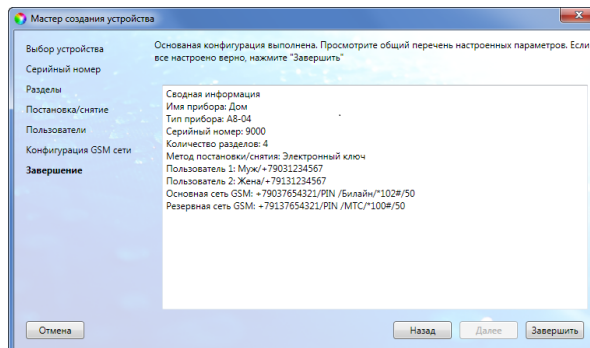 Мастер создания устройства
Выбор устройства
Серийный номер
Разделы
Постановка/снятие
Пользователи
Конфигурация GSM сети
Завершение
Основаная конфигурация выполнена. Просмотрите общий перечень настроенных параметров. Если
все настроено верно, нажмите "Завершить"
Сводная информация
Имя прибора: Дом
Тип прибора: А8-04
Серийный номер: 9000
Количество разделов: 4
Метод постановки/снятия: Электронный ключ
Пользователь 1: Муж/+79031234567
Пользователь 2: Жена/+79131234567
Основная сеть GSM: +79037654321/PIN /Билайн/*102#/50
Резервная сеть GSM: +79137654321/PIN /МТС/*100#/50
Отмена
Назад
Далее
Завершить